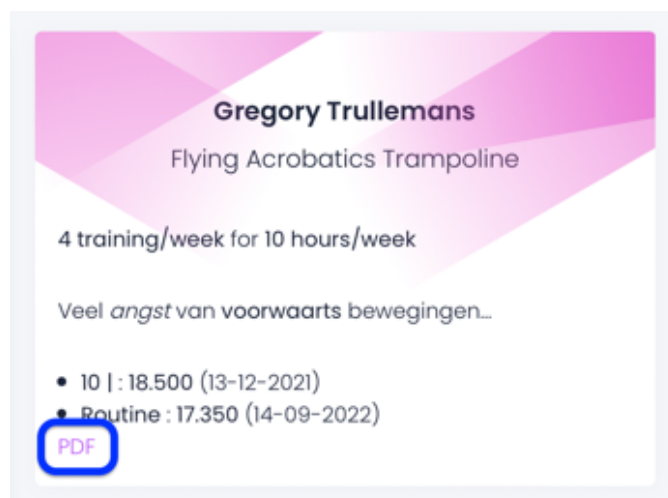 Gregory Trullemans
Flying Acrobatics Trampoline
4 training/week for 10 hours/week
Veel angst van voorwaarts bewegingen...
• 10 | : 18.500 (13-12-2021)
• Routine : 17.350 (14-09-2022)
PDF